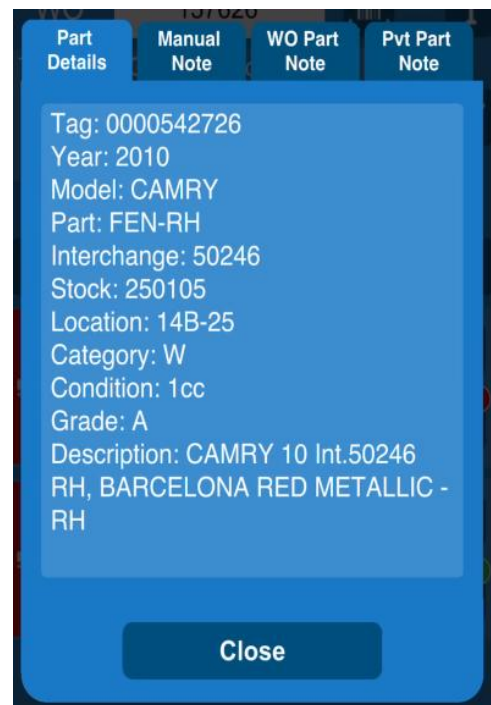 WO 157626
Part Details
Manual Note
WO Part Note
Pvt Part Note
Tag: 0000542726
Year: 2010
Model: CAMRY
Part: FEN-RH
Interchange: 50246
Stock: 250105
Location: 14B-25
Category: W
Condition: 1cc
Grade: A
Description: CAMRY 10 Int.50246
RH, BARCELONA RED METALLIC -
RH
Close